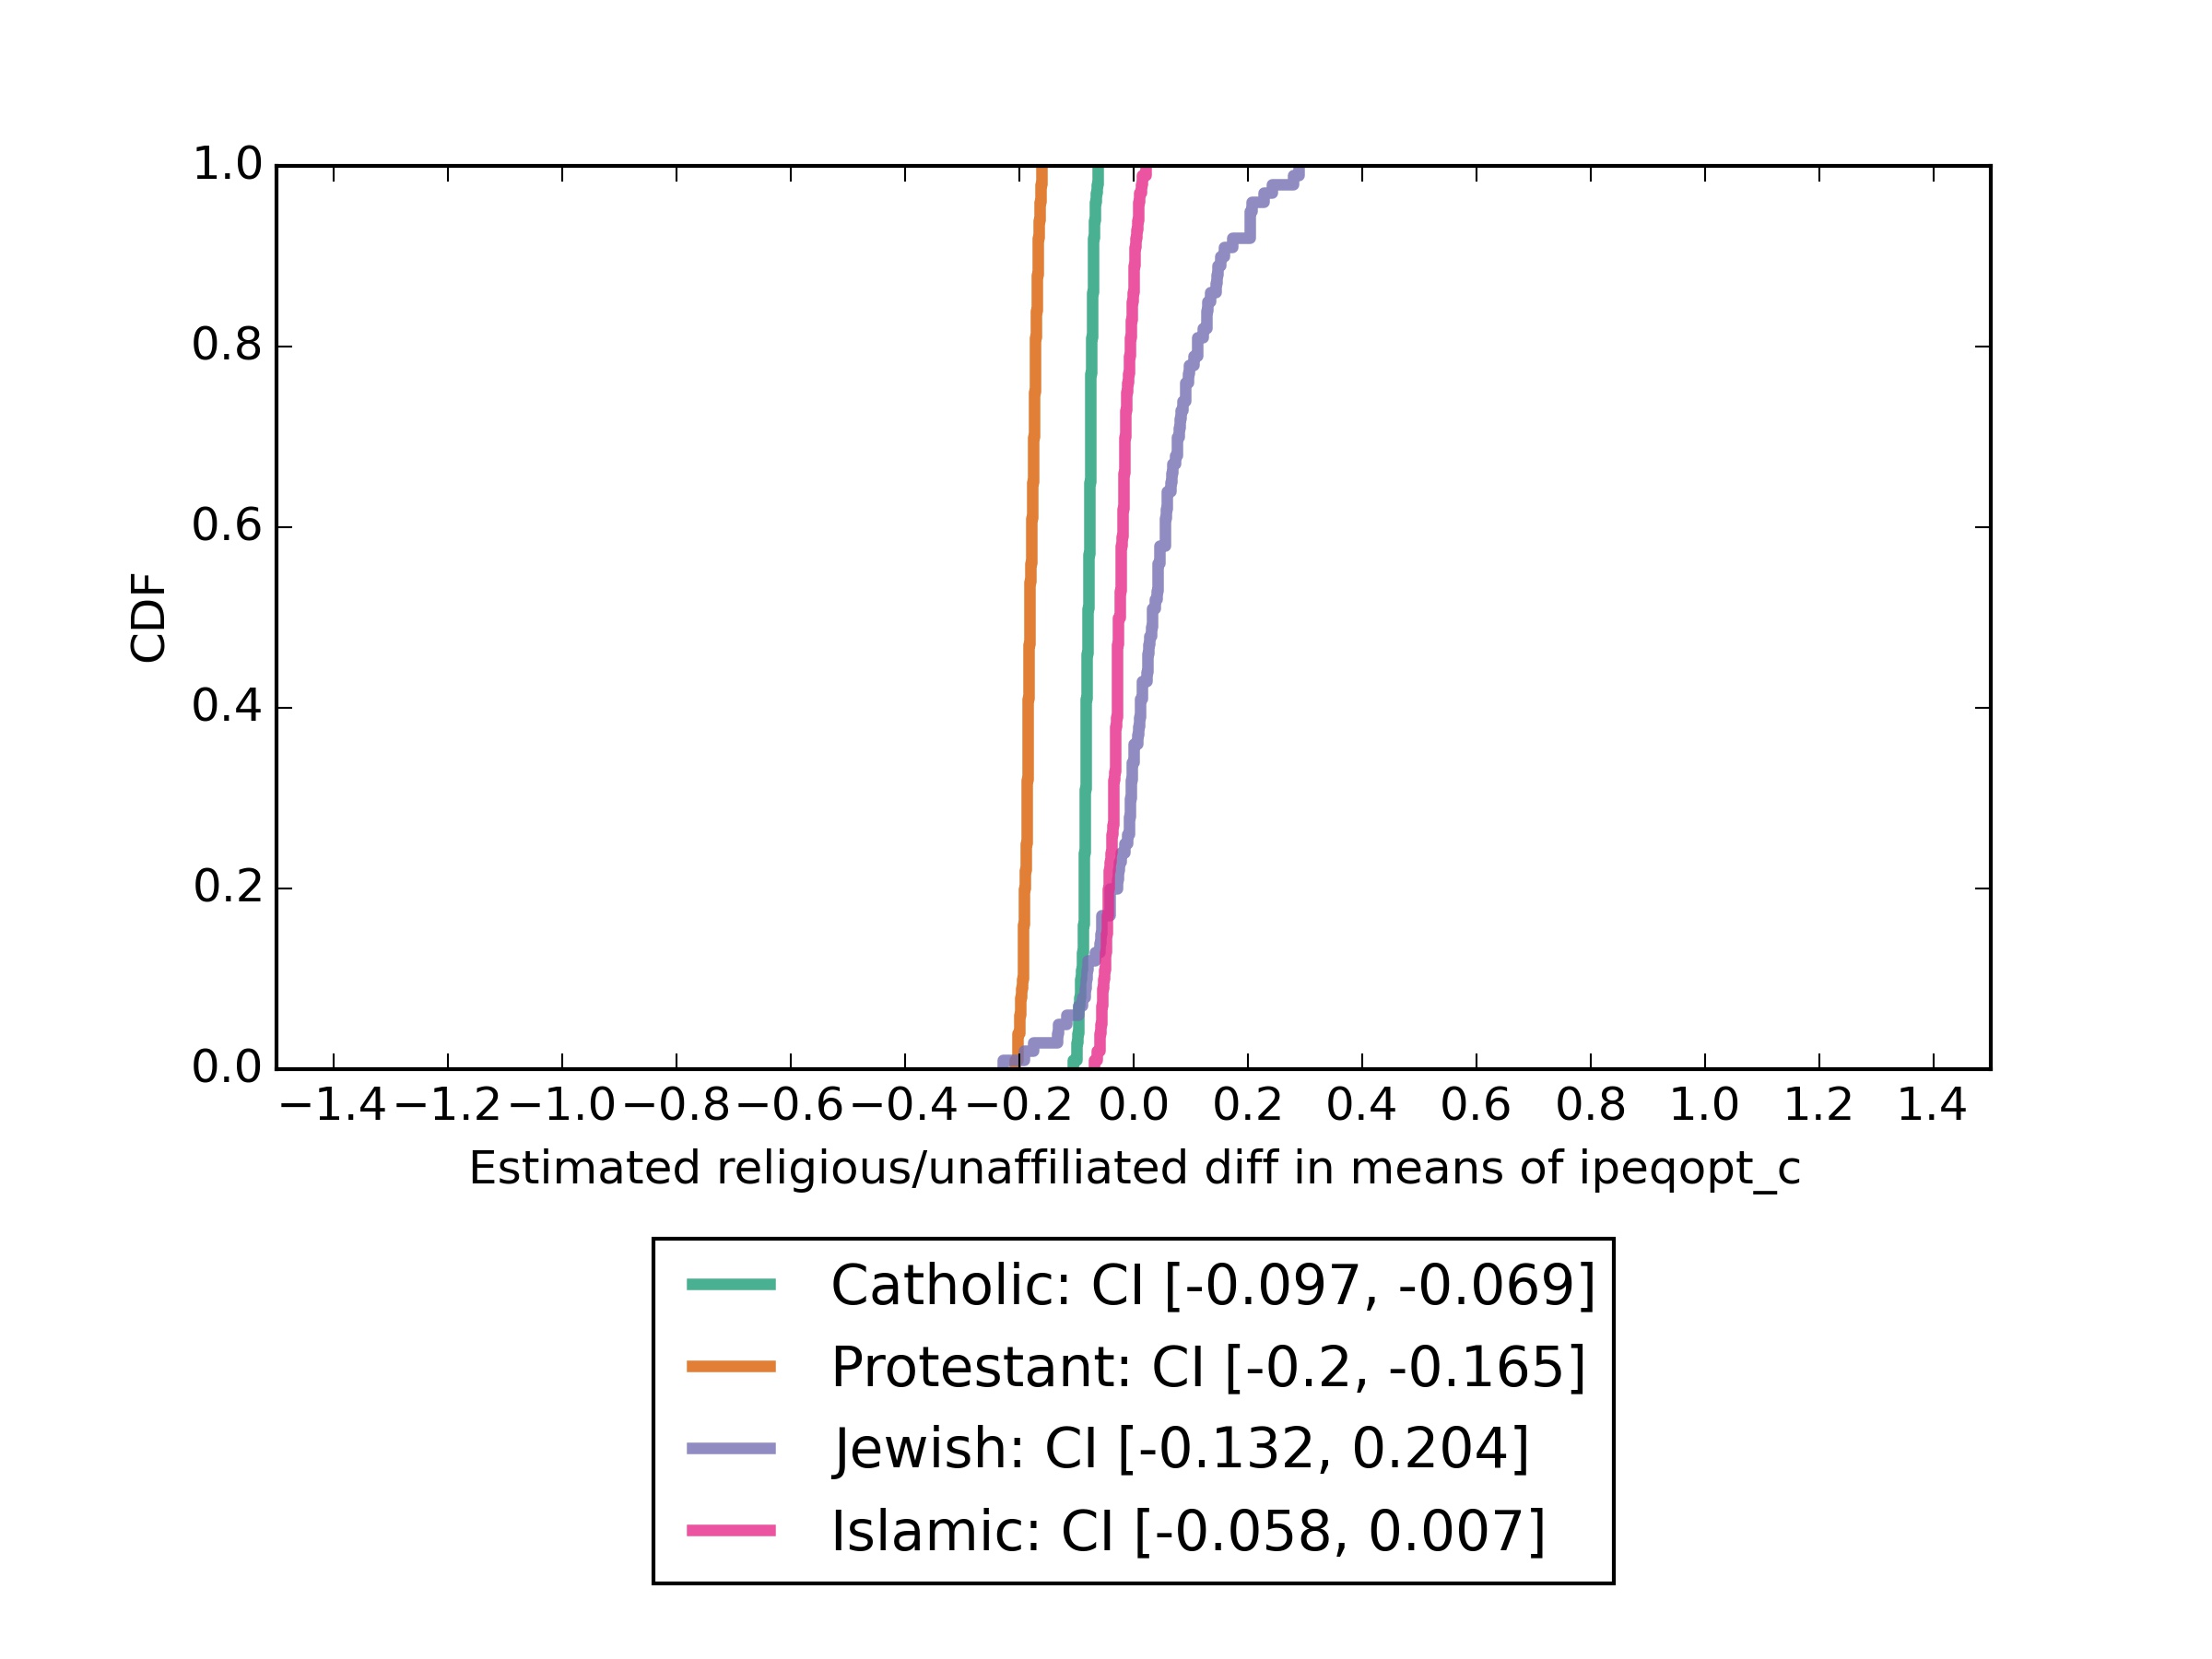 1.0
0.8
0.6
0.4
0.2
0.0
CDF
−1.4 −1.2 −1.0 −0.8 −0.6 −0.4 −0.2 0.0 0.2 0.4 0.6 0.8 1.0 1.2 1.4
Estimated religious/unaffiliated diff in means of ipeqopt_c
Catholic: CI [-0.097, -0.069]
Protestant: CI [-0.2, -0.165]
Jewish: CI [-0.132, 0.204]
Islamic: CI [-0.058, 0.007]